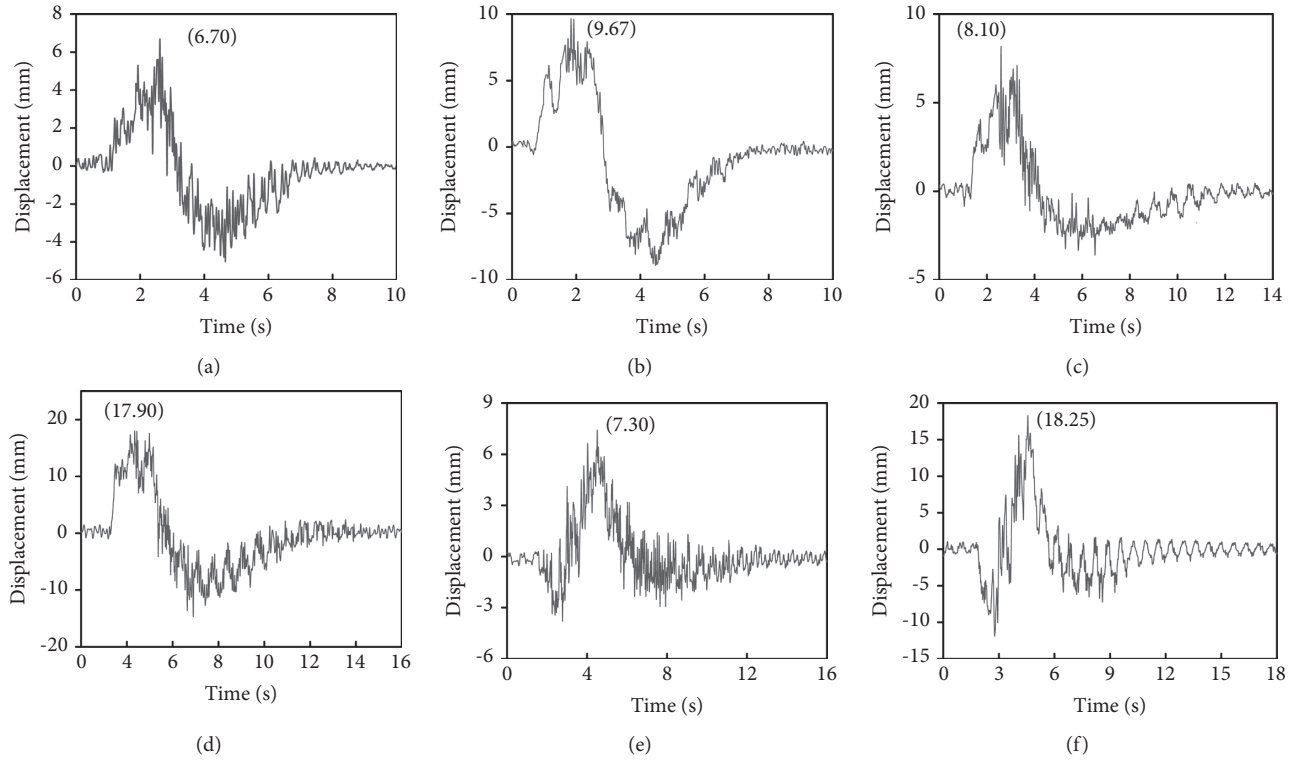 8
6
4
2
0
-2
-4
-6
Displacement (mm)
(6.70)
0 2 4 6 8 10
Time (s)
(a)
10
5
0
-5
-10
Displacement (mm)
(9.67)
0 2 4 6 8 10
Time (s)
(b)
10
5
0
-5
Displacement (mm)
(8.10)
0 2 4 6 8 10 12 14
Time (s)
(c)
20
10
0
-10
-20
Displacement (mm)
(17.90)
0 4 6 8 10 12 14 16
Time (s)
(d)
9
6
3
0
-3
-6
Displacement (mm)
(7.30)
0 4 8 12 16
Time (s)
(e)
20
15
10
5
0
-5
-10
-15
Displacement (mm)
(18.25)
0 3 6 9 12 15 18
Time (s)
(f)